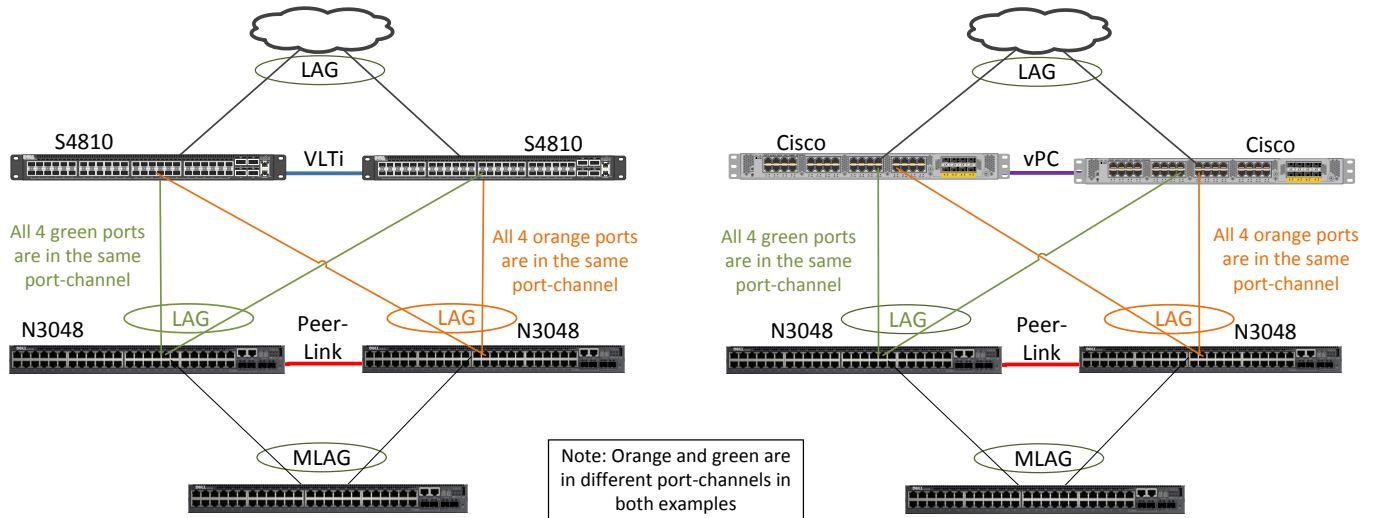 LAG
S4810
VLTi
S4810
All 4 green ports
are in the same
port-channel
All 4 orange ports
are in the same
port-channel
LAG
LAG
N3048
Peer-
Link
N3048
MLAG
LAG
Cisco
vPC
Cisco
All 4 green ports
are in the same
port-channel
All 4 orange ports
are in the same
port-channel
LAG
LAG
N3048
Peer-
Link
N3048
MLAG
Note: Orange and green are
in different port-channels in
both examples